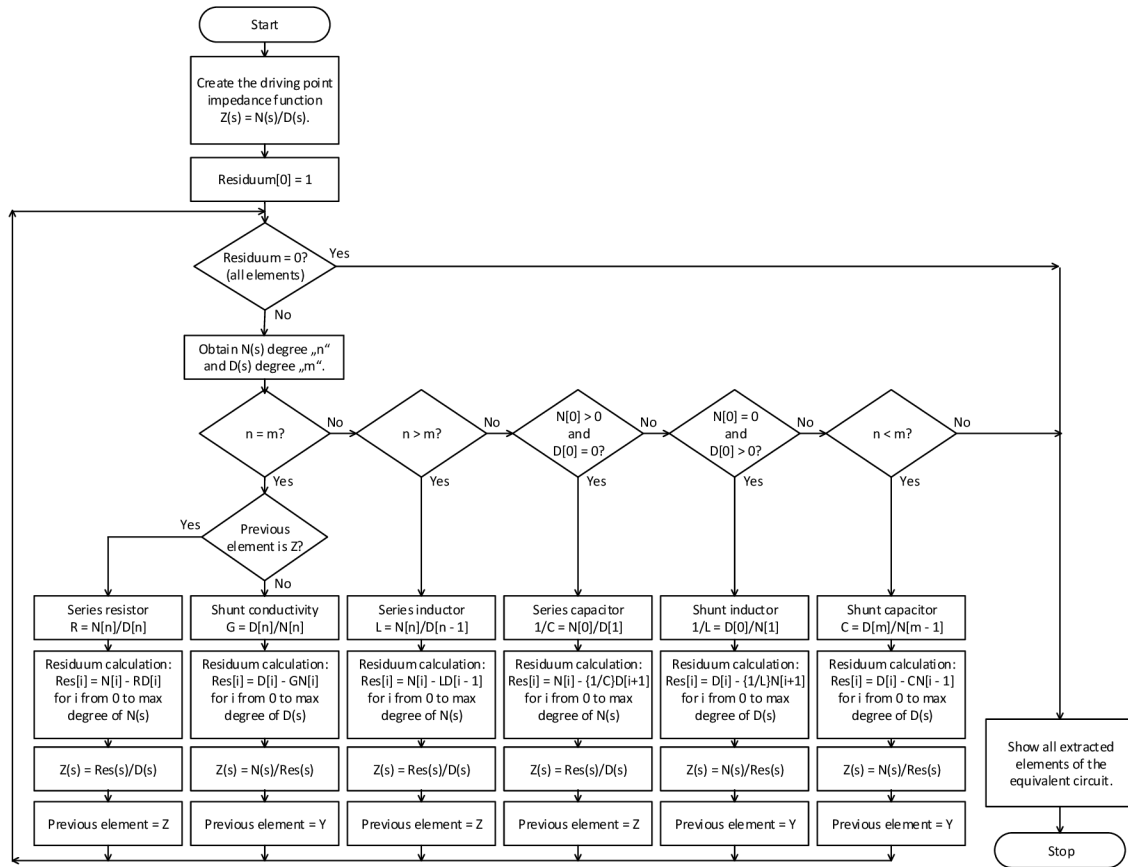 Start
Create the driving point
impedance function
Z(s) = N(s)/D(s).
Residuum[0] = 1
Residuum = 0?
(all elements)
Yes
No
Obtain N(s) degree „n“
and D(s) degree „m“.
n = m?
No
Yes
n > m?
No
Yes
N[0] > 0
and
D[0] = 0?
No
Yes
N[0] = 0
and
D[0] > 0?
No
Yes
n < m?
No
Yes
Previous
element is Z?
Yes
No
Series resistor
R = N[n]/D[n]
Residuum calculation:
Res[i] = N[i] - RD[i]
for i from 0 to max
degree of N(s)
Z(s) = Res(s)/D(s)
Previous element = Z
Shunt conductivity
G = D[n]/N[n]
Residuum calculation:
Res[i] = D[i] - GN[i]
for i from 0 to max
degree of D(s)
Z(s) = N(s)/Res(s)
Previous element = Y
Series inductor
L = N[n]/D[n - 1]
Residuum calculation:
Res[i] = N[i] - LD[i - 1]
for i from 0 to max
degree of N(s)
Z(s) = Res(s)/D(s)
Previous element = Z
Series capacitor
1/C = N[0]/D[1]
Residuum calculation:
Res[i] = N[i] - {1/C}D[i+1]
for i from 0 to max
degree of N(s)
Z(s) = Res(s)/D(s)
Previous element = Z
Shunt inductor
1/L = D[0]/N[1]
Residuum calculation:
Res[i] = D[i] - {1/L}N[i+1]
for i from 0 to max
degree of D(s)
Z(s) = N(s)/Res(s)
Previous element = Y
Shunt capacitor
C = D[m]/N[m - 1]
Residuum calculation:
Res[i] = D[i] - CN[i - 1]
for i from 0 to max
degree of D(s)
Z(s) = N(s)/Res(s)
Previous element = Y
Show all extracted
elements of the
equivalent circuit.
Stop